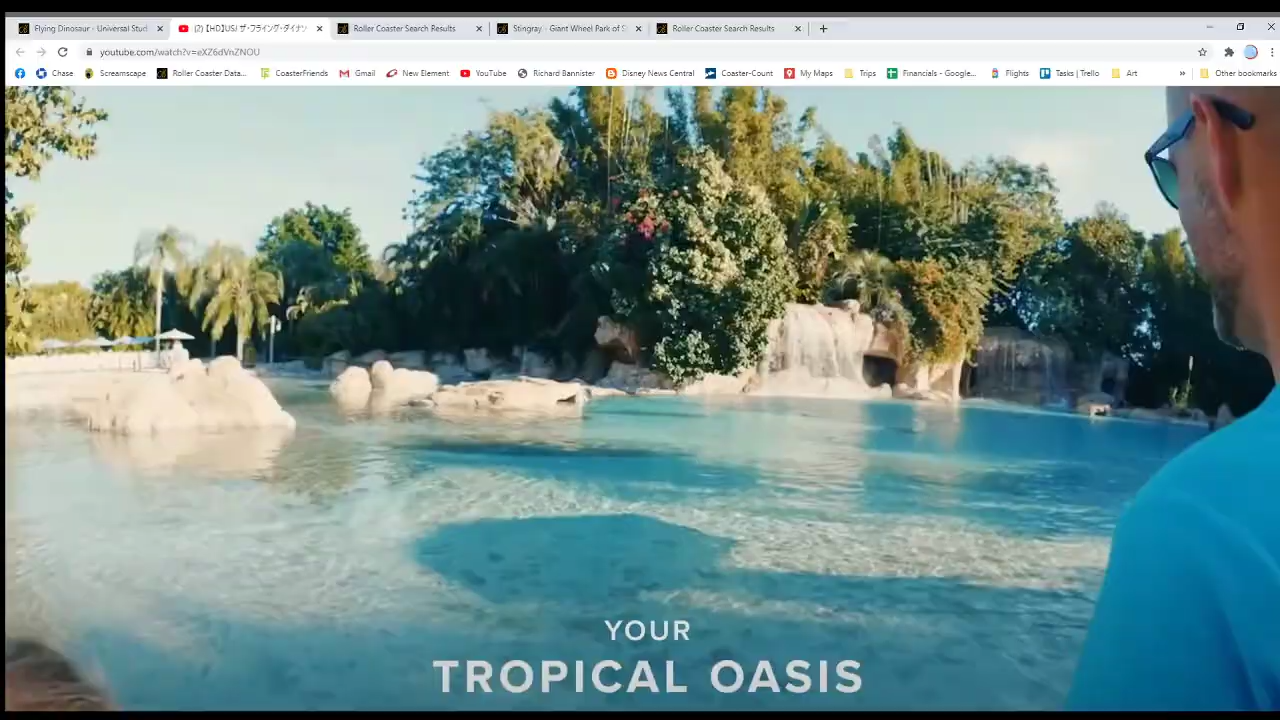 Flying Dinosaur - Universal Stud
(2) 【HD】USJ ザ・フライング・ダイナソ
Roller Coaster Search Results
Stingray - Giant Wheel Park of S
Roller Coaster Search Results
youtube.com/watch?v=eXZ6dVnZNOU
Chase
Screamscape
Roller Coaster Data...
CoasterFriends
Gmail
New Element
YouTube
Richard Bannister
Disney News Central
Coaster-Count
My Maps
Trips
Financials - Google...
Flights
Tasks | Trello
Art
»
Other bookmarks
YOUR
TROPICAL OASIS